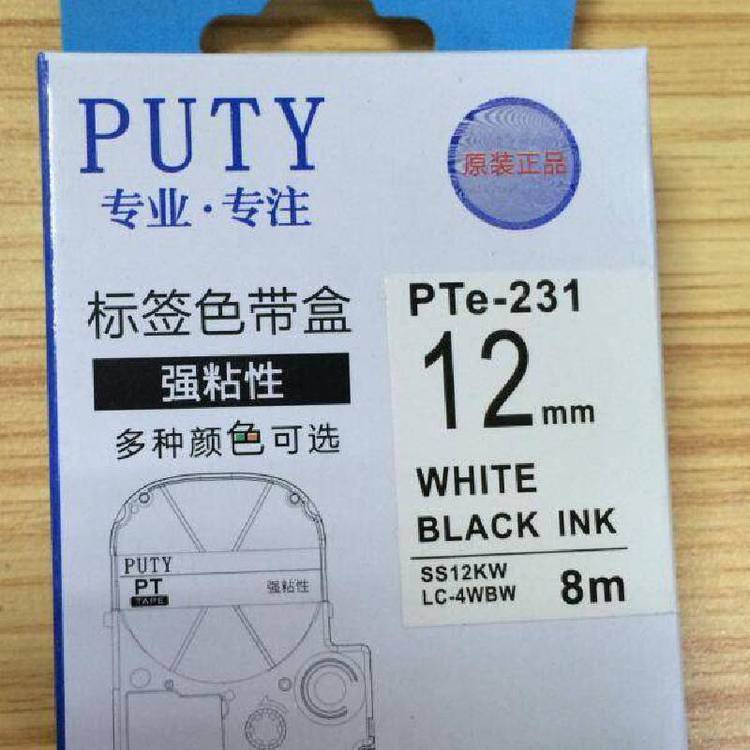 PUTY
专业·专注
原装正品
标签色带盒
强粘性
多种颜色可选
PTe-231
12mm
WHITE
BLACK INK
SS12KW
LC-4WBW
8m
PUTY
PT
TAPE
强粘性